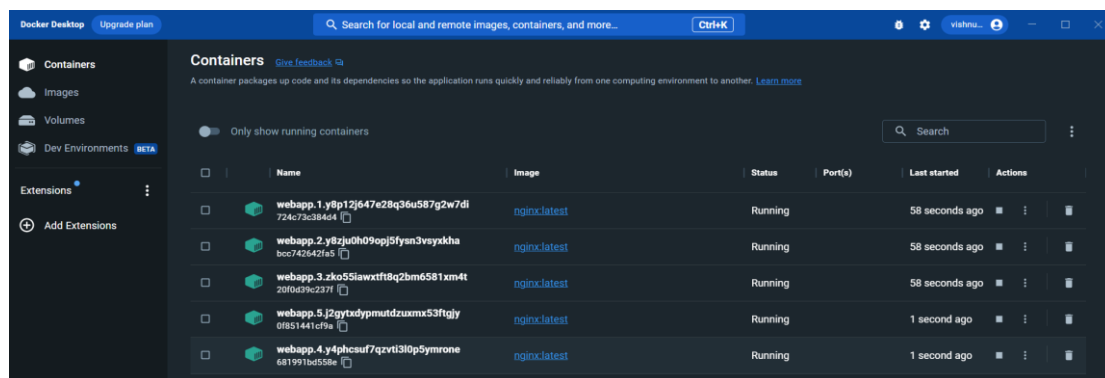 Docker Desktop Upgrade plan Search for local and remote images, containers, and more... Ctrl+K vishnu...
Containers
Images
Volumes
Dev Environments BETA
Extensions
Add Extensions
Containers Give feedback
A container packages up code and its dependencies so the application runs quickly and reliably from one computing environment to another. Learn more
Only show running containers Search
Name Image Status Port(s) Last started Actions
webapp.1.y8p12j647e28q36u587g2w7di nginx:latest Running 58 seconds ago
724c73c384d4
webapp.2.y8zju0h09opj5fysn3vsyxkha nginx:latest Running 58 seconds ago
bcc742642fa5
webapp.3.zko55iawxtft8q2bm6581xm4t nginx:latest Running 58 seconds ago
20f0d39c237f
webapp.5.j2gytxdypmutdzuxmx53ftgjy nginx:latest Running 1 second ago
0f851441cf9a
webapp.4.y4phcsuf7qzvti3l0p5ymrone nginx:latest Running 1 second ago
681991bd558e